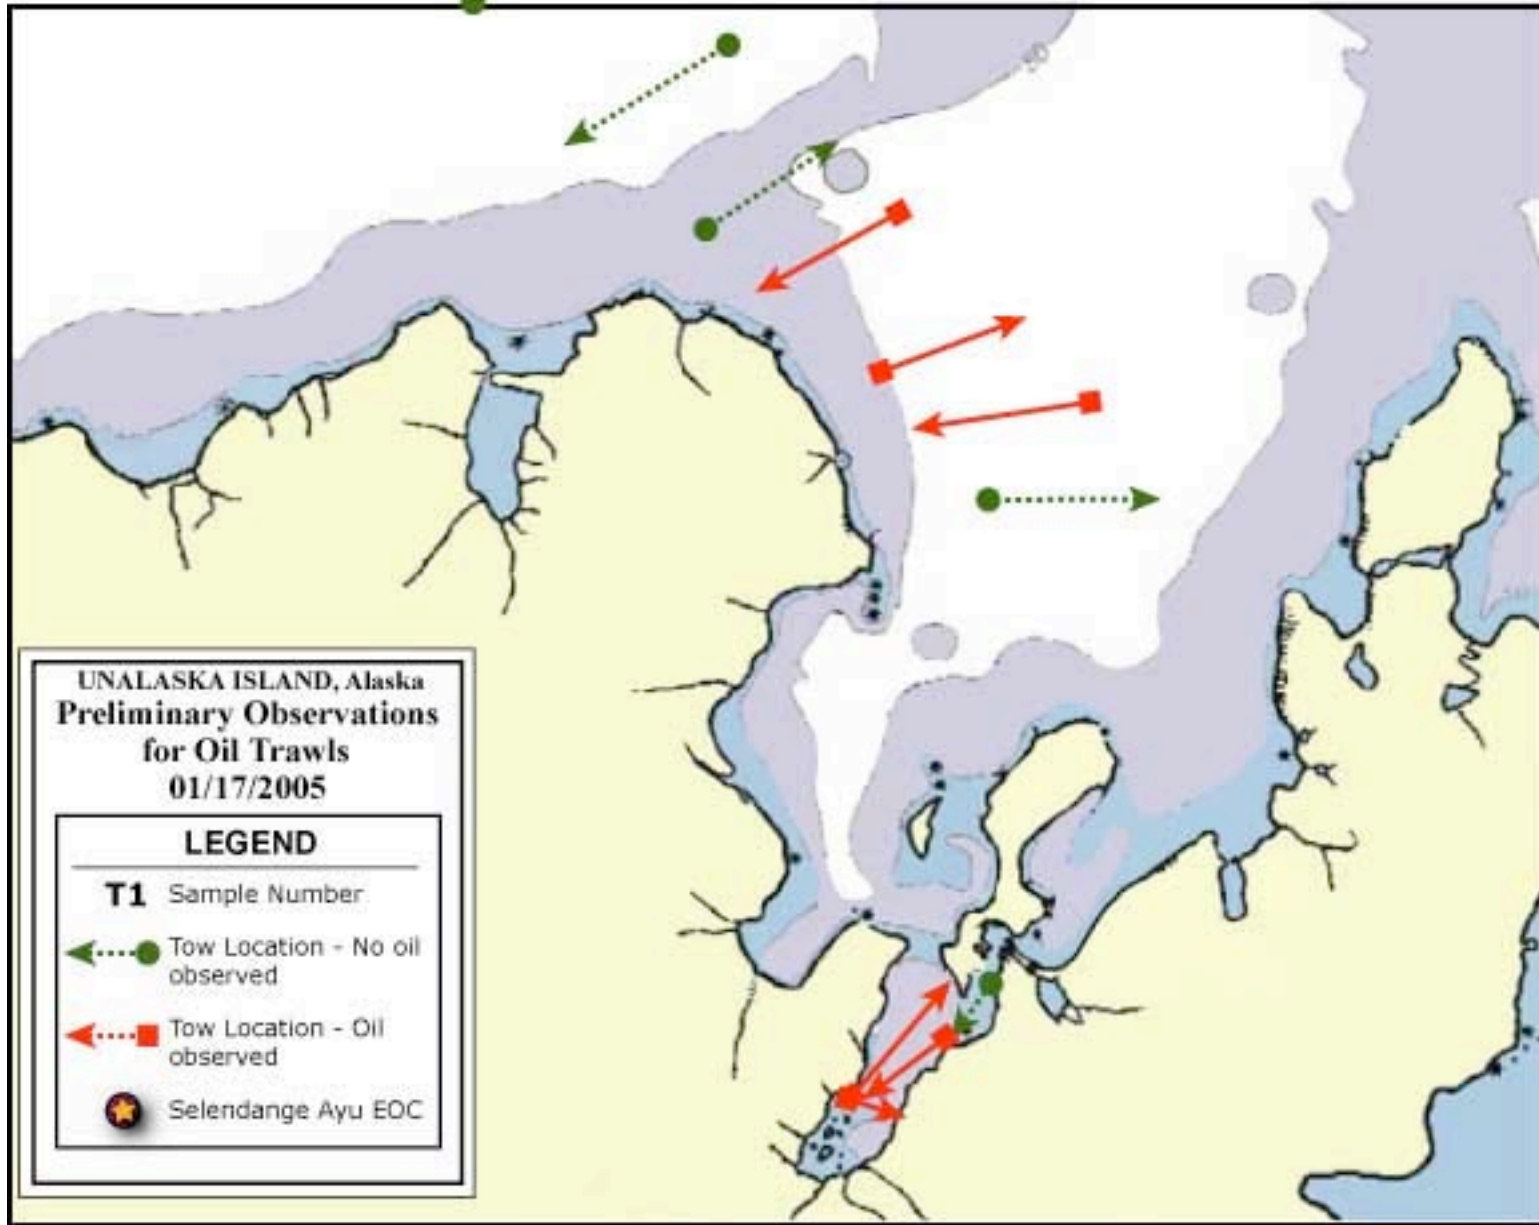 50
UNALASKA ISLAND, Alaska
Preliminary Observations
for Oil Trawls
01/17/2005
LEGEND
T1 Sample Number
Tow Location - No oil
observed
Tow Location - Oil
observed
Selendange Ayu EOC